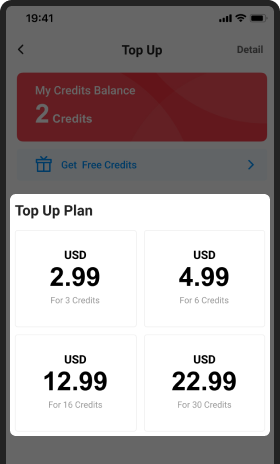 19:41
Top Up Detail
My Credits Balance
2 Credits
Get Free Credits
Top Up Plan
USD USD
2.99 4.99
For 3 Credits For 6 Credits
USD USD
12.99 22.99
For 16 Credits For 30 Credits